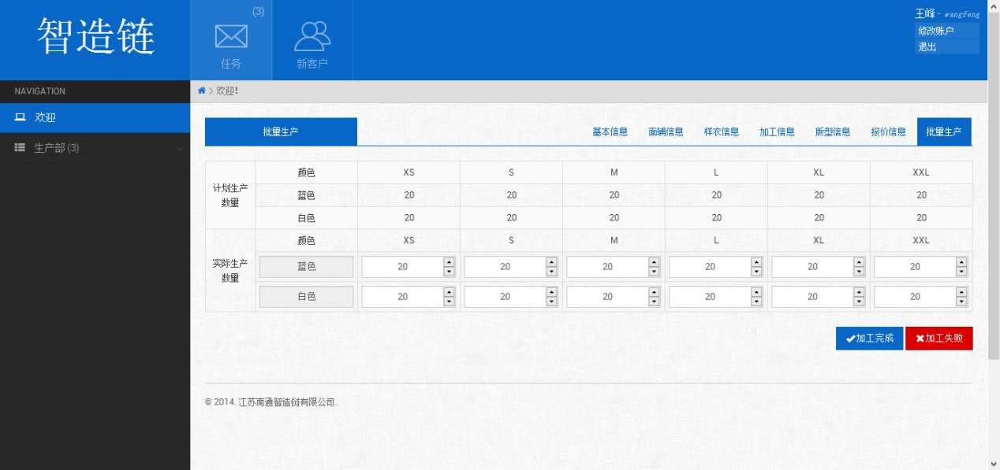 智造链
(3)
任务
新客户
王峰- wangfeng
修改账户
退出
NAVIGATION
欢迎
生产部 (3)
欢迎!
批量生产
基本信息 面辅信息 样衣信息 加工信息 版型信息 报价信息 批量生产
计划生产
数量
颜色 XS S M L XL XXL
蓝色 20 20 20 20 20 20
白色 20 20 20 20 20 20
实际生产
数量
颜色 XS S M L XL XXL
蓝色 20 20 20 20 20 20
白色 20 20 20 20 20 20
加工完成 加工失败
© 2014. 江苏南通智造链有限公司.